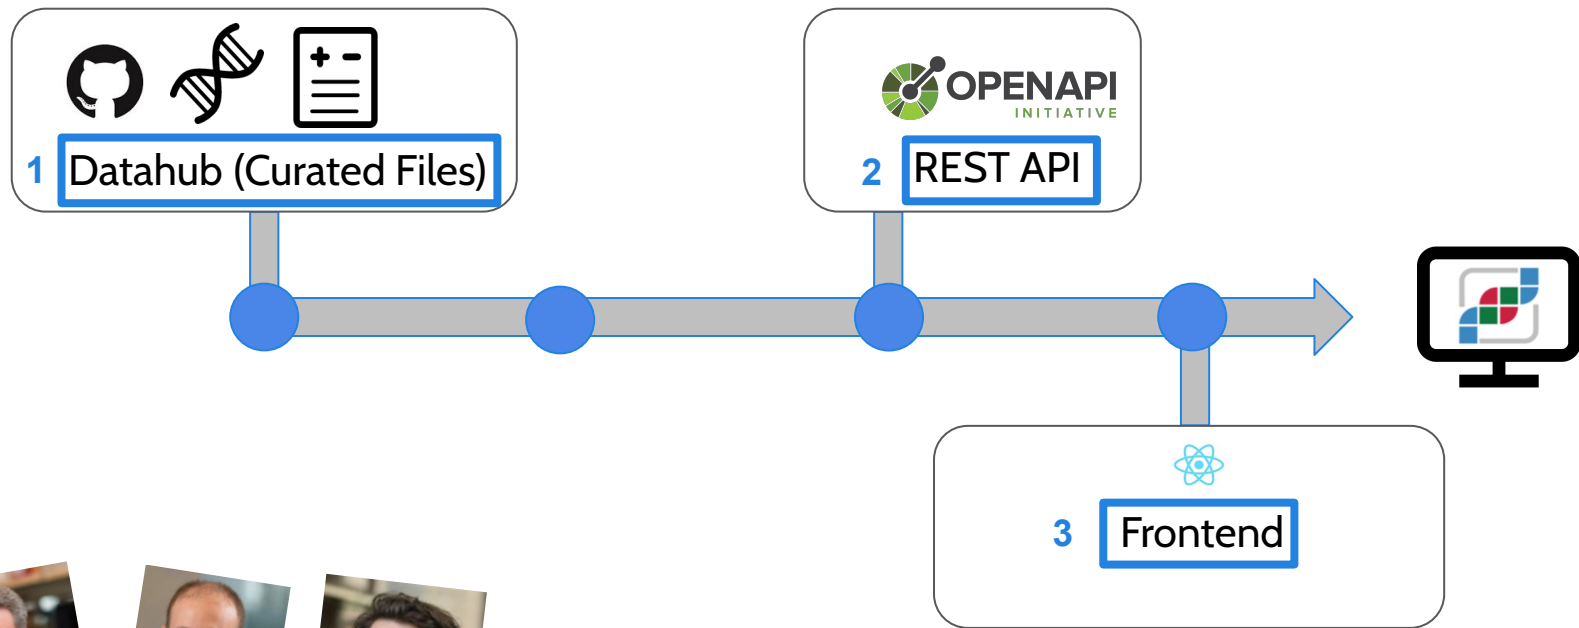 1 Datahub (Curated Files)
OPENAPI
INITIATIVE
2 REST API
3 Frontend